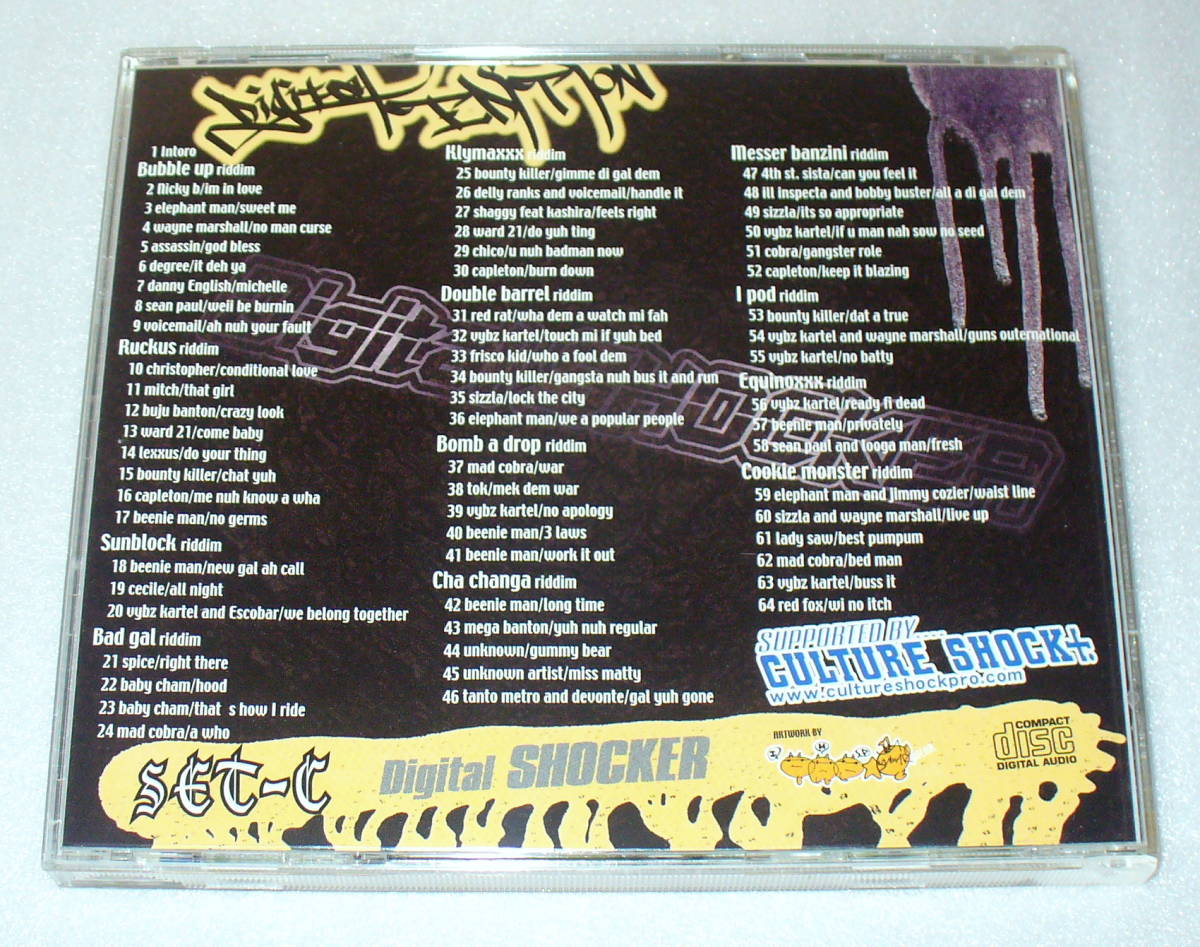 Digital TENTION
1 Intoro
Bubble up riddim
2 Nicky b/im in love
3 elephant man/sweet me
4 wayne marshall/no man curse
5 assassin/god bless
6 degree/it deh ya
7 danny English/michelle
8 sean paul/weii be burnin
9 voicemail/ah nuh your fault
Ruckus riddim
10 christopher/conditional love
11 mitch/that girl
12 buju banton/crazy look
13 ward 21/come baby
14 lexxus/do your thing
15 bounty killer/chat yuh
16 capleton/me nuh know a wha
17 beenie man/no germs
Sunblock riddim
18 beenie man/new gal ah call
19 cecile/all night
20 vybz kartel and Escobar/we belong together
Bad gal riddim
21 spice/right there
22 baby cham/hood
23 baby cham/that s how I ride
24 mad cobra/a who
Klymaxxx riddim
25 bounty killer/gimme di gal dem
26 delly ranks and voicemail/handle it
27 shaggy feat kashira/feels right
28 ward 21/do yuh ting
29 chico/u nuh badman now
30 capleton/burn down
Double barrel riddim
31 red rat/wha dem a watch mi fah
32 vybz kartel/touch mi if yuh bed
33 frisco kid/who a fool dem
34 bounty killer/gangsta nuh bus it and run
35 sizzla/lock the city
36 elephant man/we a popular people
Bomb a drop riddim
37 mad cobra/war
38 tok/mek dem war
39 vybz kartel/no apology
40 beenie man/3 laws
41 beenie man/work it out
Cha changa riddim
42 beenie man/long time
43 mega banton/yuh nuh regular
44 unknown/gummy bear
45 unknown artist/miss matty
46 tanto metro and devonte/gal yuh gone
Messer banzini riddim
47 4th st. sista/can you feel it
48 ill inspecta and bobby buster/all a di gal dem
49 sizzla/its so appropriate
50 vybz kartel/if u man nah sow no seed
51 cobra/gangster role
52 capleton/keep it blazing
I pod riddim
53 bounty killer/dat a true
54 vybz kartel and wayne marshall/guns outernational
55 vybz kartel/no batty
Equinoxxx riddim
56 vybz kartel/ready fi dead
57 beenie man/privately
58 sean paul and looga man/fresh
Cookie monster riddim
59 elephant man and jimmy cozier/waist line
60 sizzla and wayne marshall/live up
61 lady saw/best pumpum
62 mad cobra/bed man
63 vybz kartel/buss it
64 red fox/wi no itch
Digital SHOCKER
SUPPORTED BY....
CULTURE SHOCK+.
www.cultureshockpro.com
SET-C
Digital SHOCKER
ARTWORK BY
COMPACT
disc
DIGITAL AUDIO